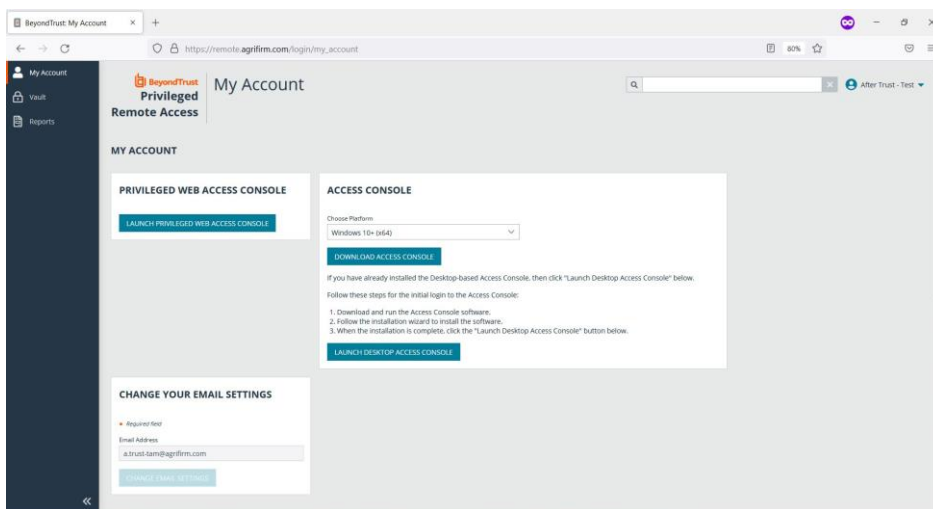 BeyondTrust: My Account
https://remote.agrifirm.com/login/my_account
80%
My Account
Vault
Reports
BeyondTrust
Privileged
Remote Access
My Account
After Trust - Test
MY ACCOUNT
PRIVILEGED WEB ACCESS CONSOLE
LAUNCH PRIVILEGED WEB ACCESS CONSOLE
ACCESS CONSOLE
Choose Platform
Windows 10+ (x64)
DOWNLOAD ACCESS CONSOLE
If you have already installed the Desktop-based Access Console, then click "Launch Desktop Access Console" below.
Follow these steps for the initial login to the Access Console:
1. Download and run the Access Console software.
2. Follow the installation wizard to install the software.
3. When the installation is complete, click the "Launch Desktop Access Console" button below.
LAUNCH DESKTOP ACCESS CONSOLE
CHANGE YOUR EMAIL SETTINGS
Required field
Email Address
a.trust-tam@agrifirm.com
CHANGE EMAIL SETTINGS